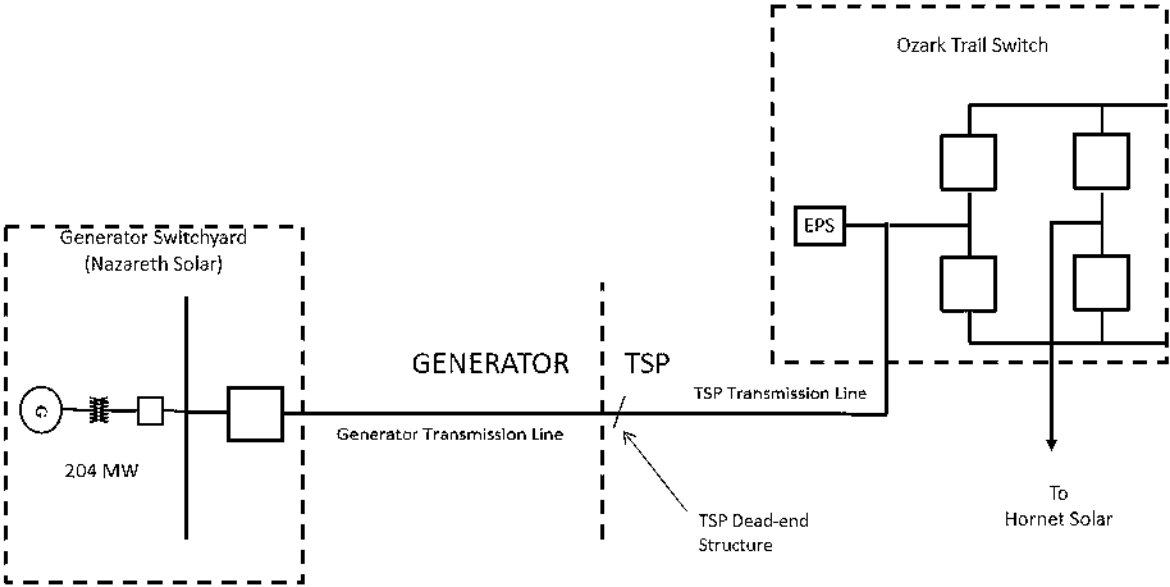 Ozark Trail Switch
EPS
Generator Switchyard
(Nazareth Solar)
GENERATOR
TSP
TSP Transmission Line
G
Generator Transmission Line
204 MW
To
Hornet Solar
TSP Dead-end
Structure